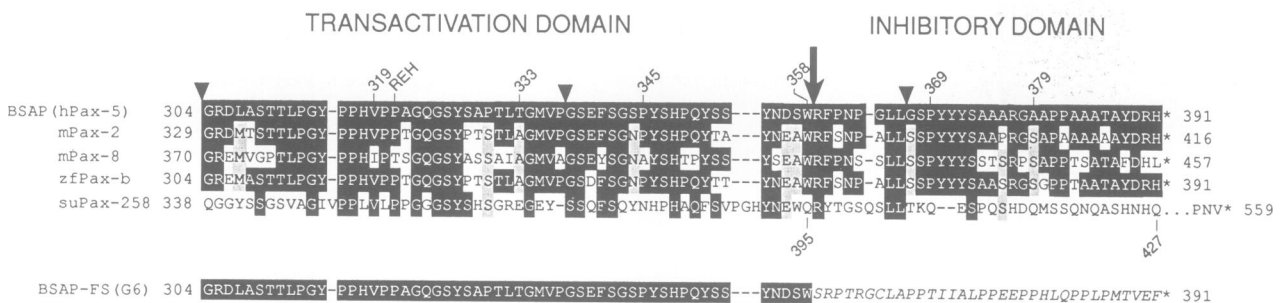 TRANSACTIVATION DOMAIN INHIBITORY DOMAIN
319 REH 333 345 358 369 379
BSAP(hPax-5) 304 GRDLASTTLPGY-PPHVPPAGQGSYSAPTLTGMVPGSEFSGSPYSHPQYSS---YNDSWRFPNP-GLLGSPYYYSAAARGAAPPAAATAYDRH* 391
mPax-2 329 GRDMTSTTLPGY-PPHVPPTGQGSYPTSTLAGMVPGSEFSGNPYSHPQYTA---YNEAWRFSNP-ALLSSPYYYSAAPRGSAPAAAAAAYDRH* 416
mPax-8 370 GREMVGPTLPGY-PPHIPTSGQGSYASSAIAGMVAGSEYSGNAYSHTPYSS---YSEAWRFPNS-SLLSSPYYYSSTSRPSAPPTSATAFDHL* 457
zfPax-b 304 GREMASTTLPGY-PPHVPPTGQGSYPTSTLAGMVPGSDFSGNPYSHPQYTT---YNEAWRFSNP-ALLSSPYYYSAASRGSGPPTAATAYDRH* 391
suPax-258 338 QGGYSSGSVAGIVPPLVLPPGGGSYSHSGREGEY-SSQFSQYNHPHAQFSVPGHYNEWQRYTGSQSLLTKQ--ESPQSHDQMSSQNQASHNHQ...PNV* 559
395 427
BSAP-FS(G6) 304 GRDLASTTLPGY-PPHVPPAGQGSYSAPTLTGMVPGSEFSGSPYSHPQYSS----YNDSWSRPTRGCLAPPTIIALPPEEPPHLQPPLPMTVEF* 391